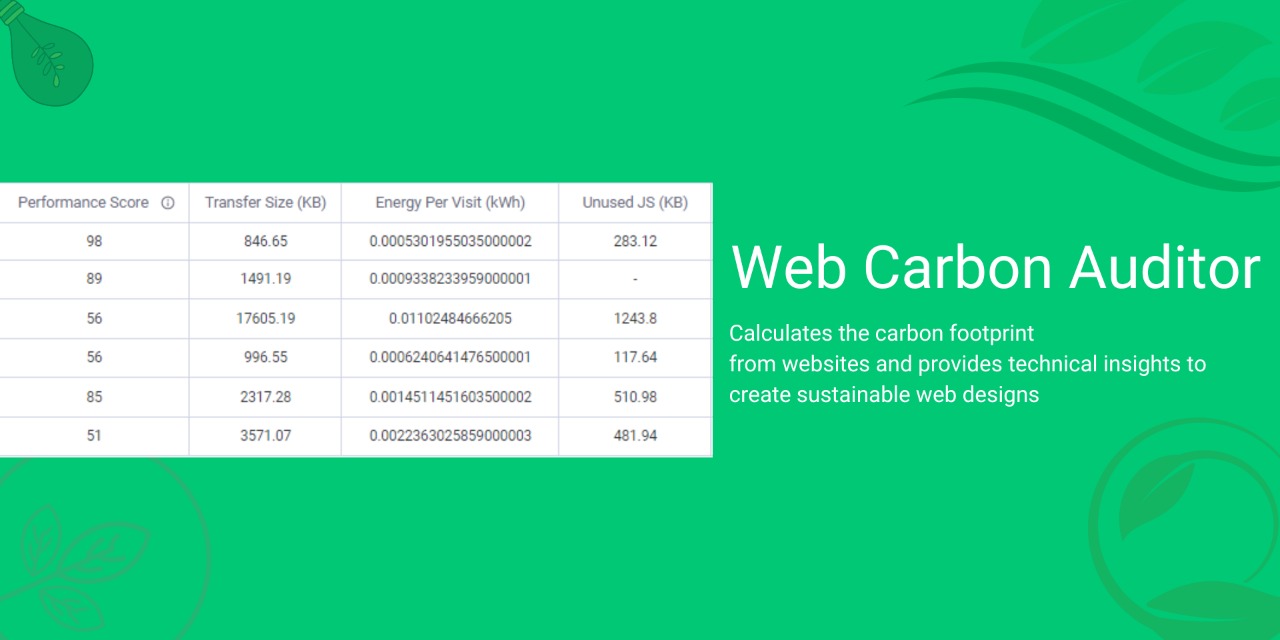 Performance Score Transfer Size (KB) Energy Per Visit (kWh) Unused JS (KB)
98 846.65 0.0005301955035000002 283.12
89 1491.19 0.0009338233959000001 -
56 17605.19 0.01102484666205 1243.8
56 996.55 0.0006240641476500001 117.64
85 2317.28 0.0014511451603500002 510.98
51 3571.07 0.0022363025859000003 481.94
Web Carbon Auditor
Calculates the carbon footprint
from websites and provides technical insights to
create sustainable web designs